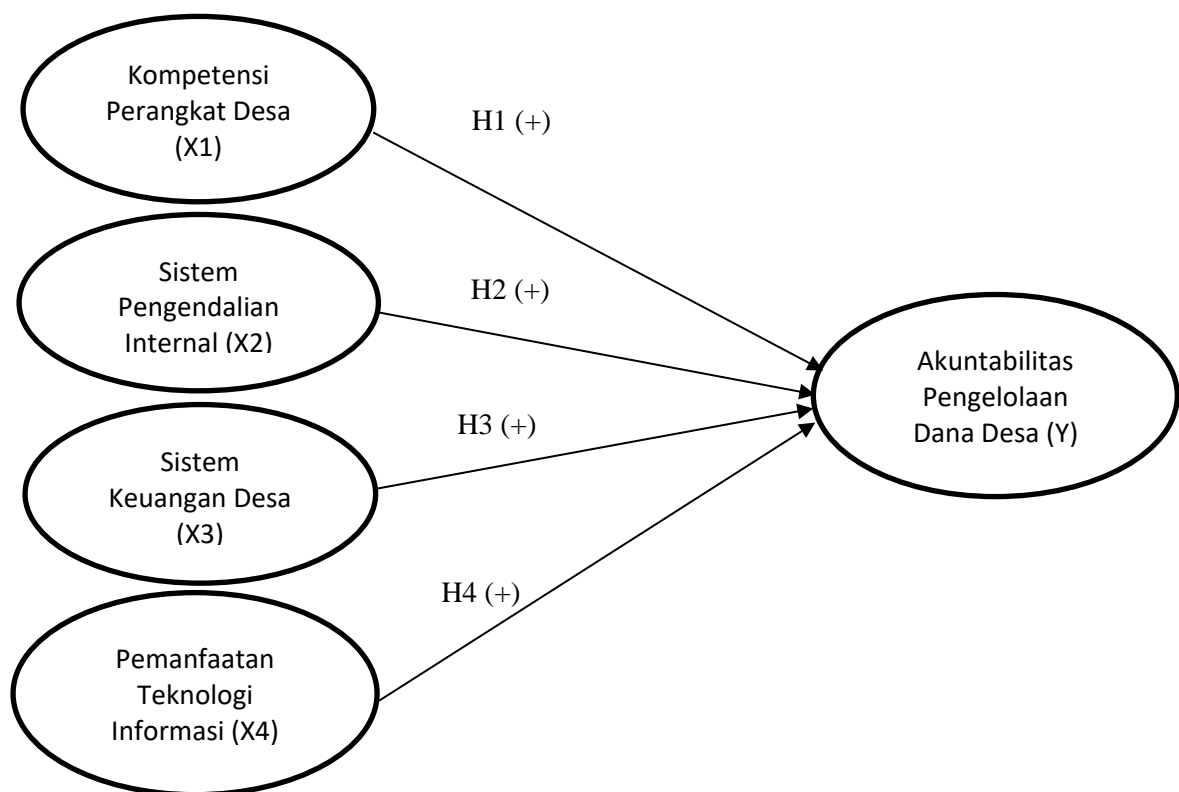 Kompetensi
Perangkat Desa
(X1)
H1 (+)
Sistem
Pengendalian
Internal (X2)
H2 (+)
Sistem
Keuangan Desa
(X3)
H3 (+)
Pemanfaatan
Teknologi
Informasi (X4)
H4 (+)
Akuntabilitas
Pengelolaan
Dana Desa (Y)